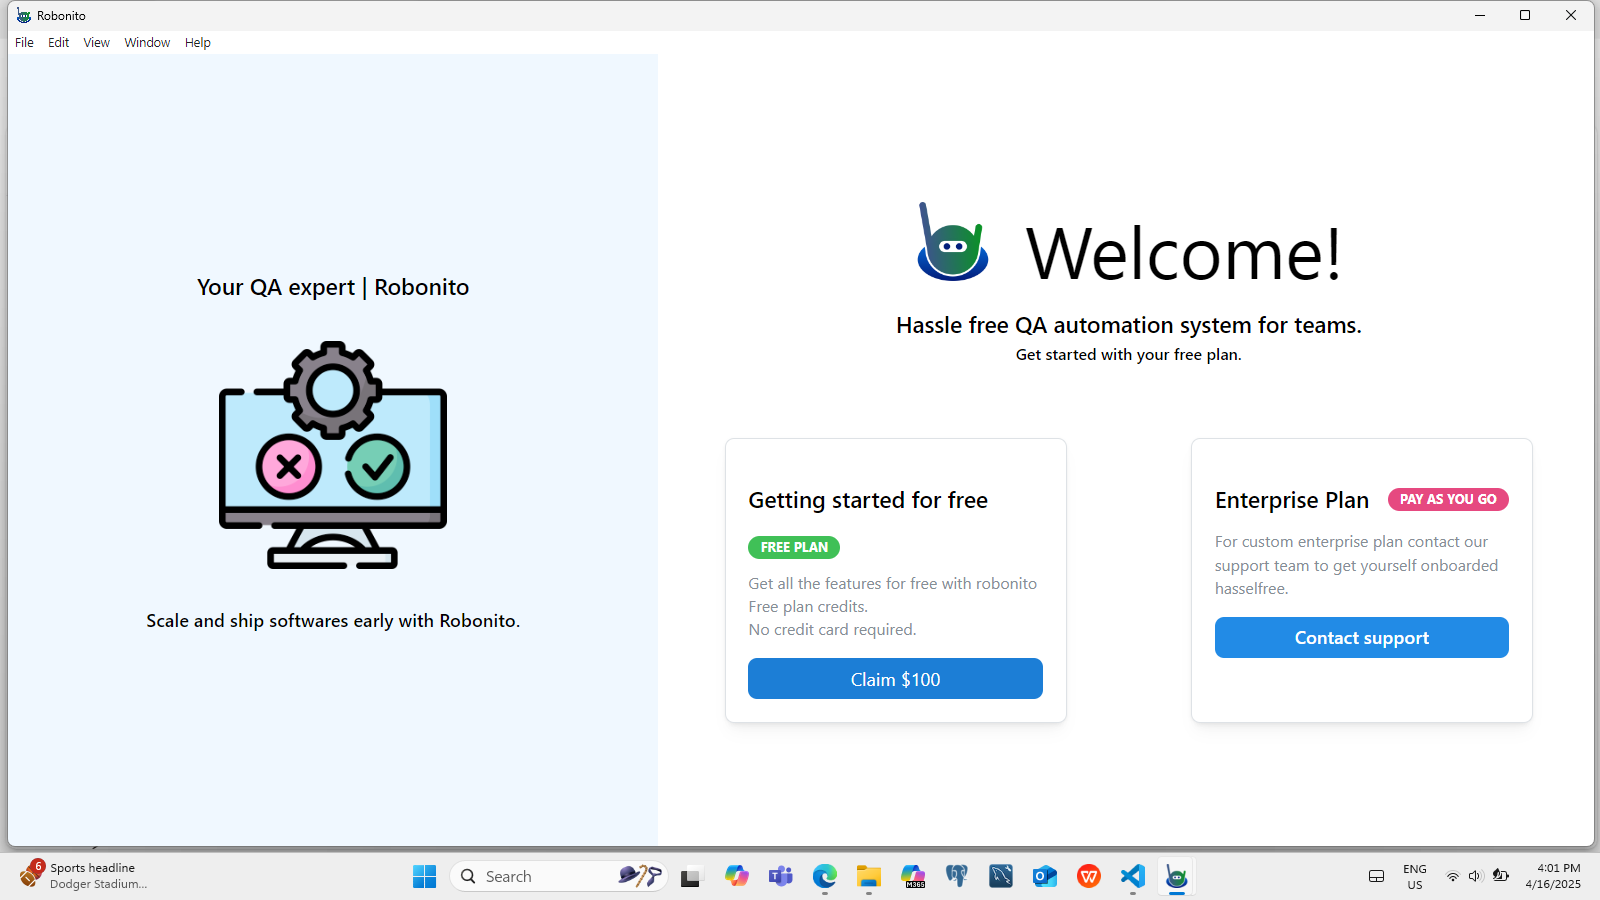 Robonito
File Edit View Window Help
Your QA expert | Robonito
Scale and ship softwares early with Robonito.
Welcome!
Hassle free QA automation system for teams.
Get started with your free plan.
Getting started for free
FREE PLAN
Get all the features for free with robonito
Free plan credits.
No credit card required.
Claim $100
Enterprise Plan PAY AS YOU GO
For custom enterprise plan contact our
support team to get yourself onboarded
hasselfree.
Contact support
6
Sports headline
Dodger Stadium...
Search
M365
ENG
US
4:01 PM
4/16/2025